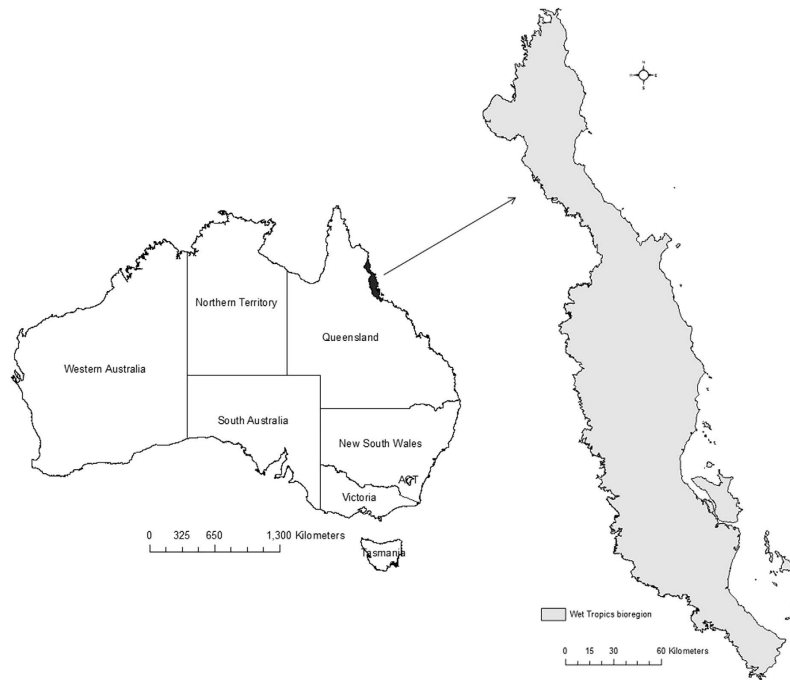 N
W
E
S
Northern Territory
Queensland
Western Australia
South Australia
New South Wales
ACT
Victoria
0 325 650 1,300 Kilometers
Tasmania
Wet Tropics bioregion
0 15 30 60 Kilometers